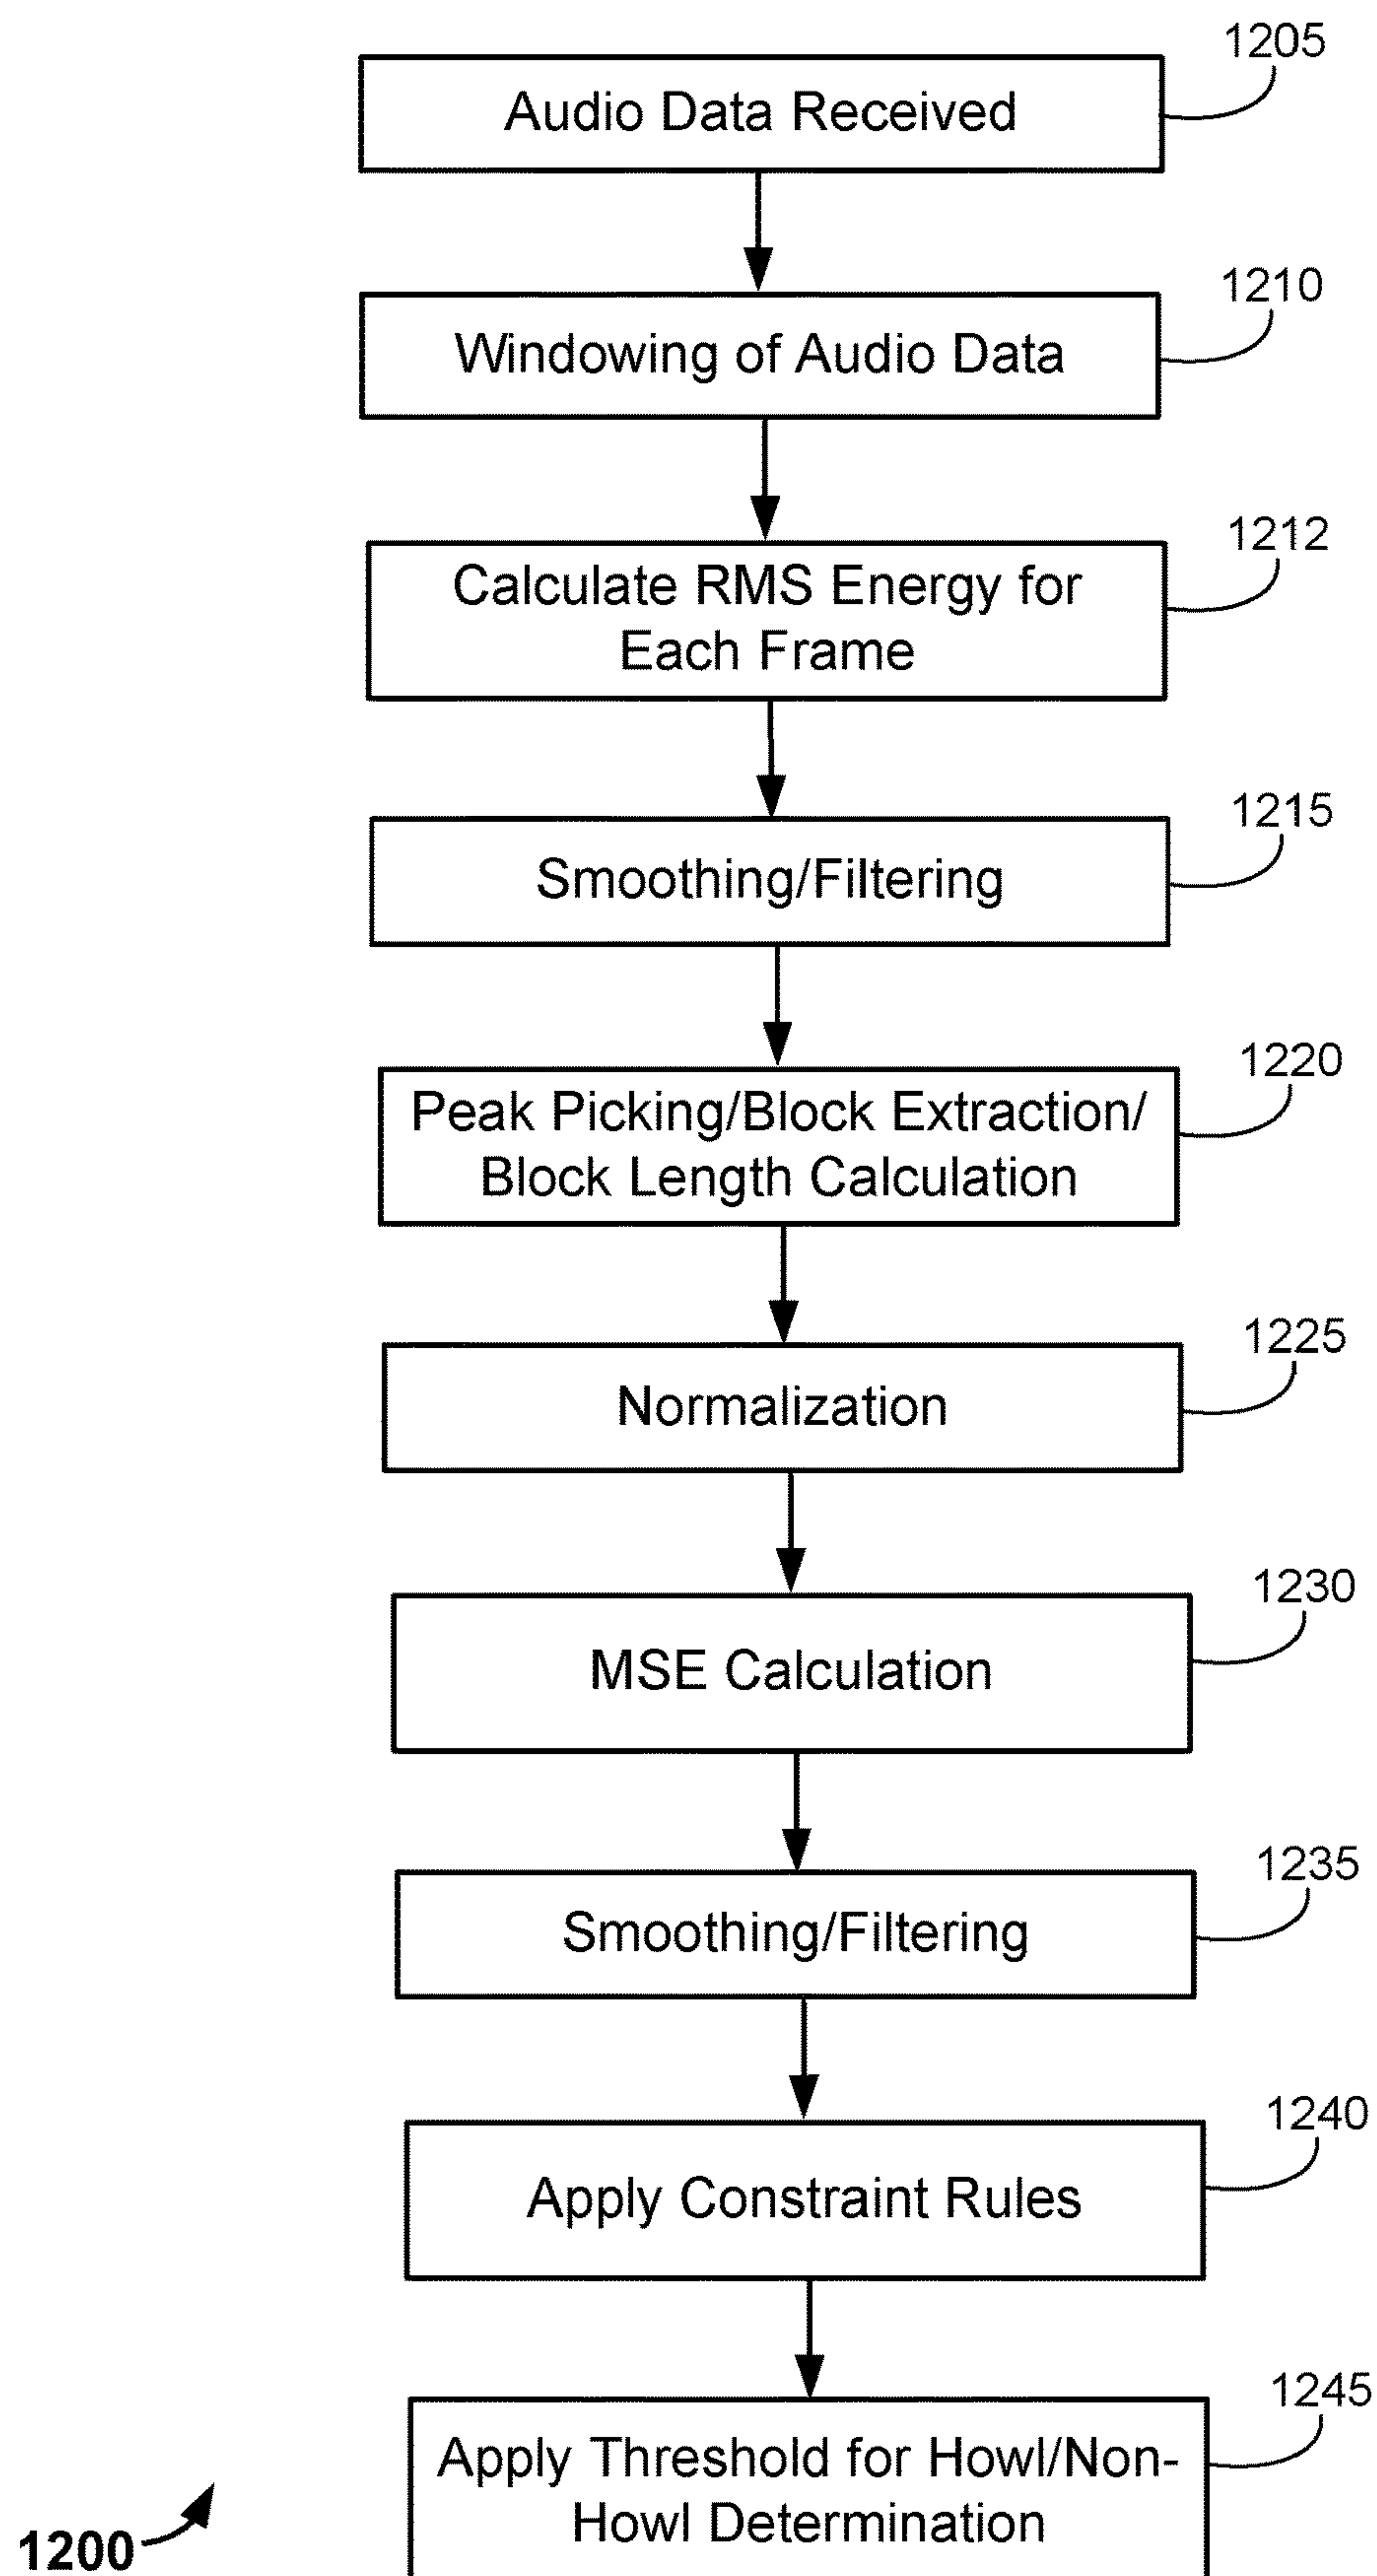 1205
Audio Data Received
1210
Windowing of Audio Data
1212
Calculate RMS Energy for
Each Frame
1215
Smoothing/Filtering
1220
Peak Picking/Block Extraction/
Block Length Calculation
1225
Normalization
1230
MSE Calculation
1235
Smoothing/Filtering
1240
Apply Constraint Rules
1245
Apply Threshold for Howl/Non-
Howl Determination
1200